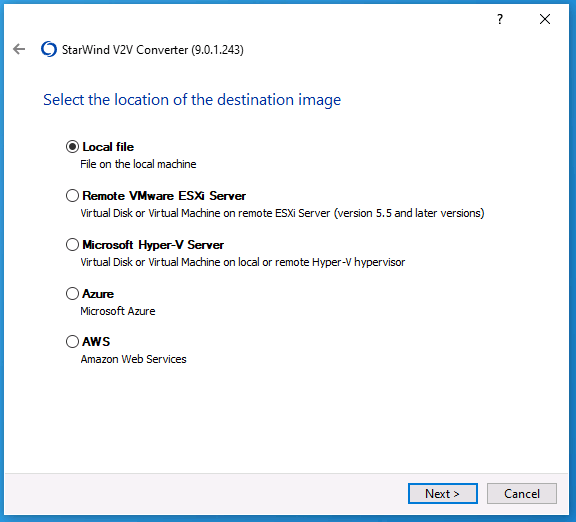 ?
StarWind V2V Converter (9.0.1.243)
Select the location of the destination image
Local file
File on the local machine
Remote VMware ESXi Server
Virtual Disk or Virtual Machine on remote ESXi Server (version 5.5 and later versions)
Microsoft Hyper-V Server
Virtual Disk or Virtual Machine on local or remote Hyper-V hypervisor
Azure
Microsoft Azure
AWS
Amazon Web Services
Next > Cancel